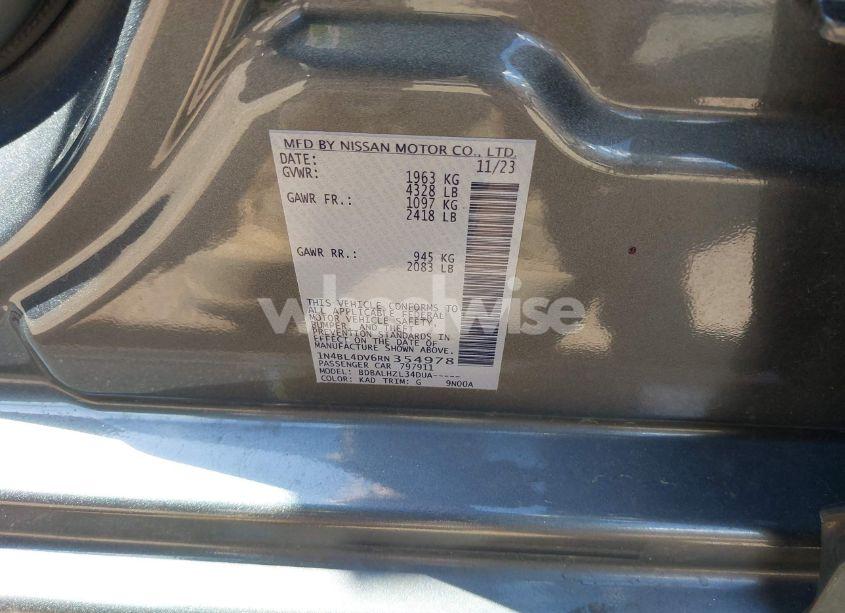 MFD BY NISSAN MOTOR CO., LTD.
DATE: 11/23
GVWR: 1963 KG
4328 LB
GAWR FR.: 1097 KG
2418 LB
GAWR RR.: 945 KG
2083 LB
THIS VEHICLE CONFORMS TO
ALL APPLICABLE FEDERAL
MOTOR VEHICLE SAFETY,
BUMPER, AND THEFT
PREVENTION STANDARDS
IN EFFECT ON THE DATE OF
MANUFACTURE SHOWN ABOVE.
1N4BL4DV6RN354978
PASSENGER CAR 797911
MODEL: BDBALHZL34DUA-----
COLOR: KAD TRIM: G 9N00A